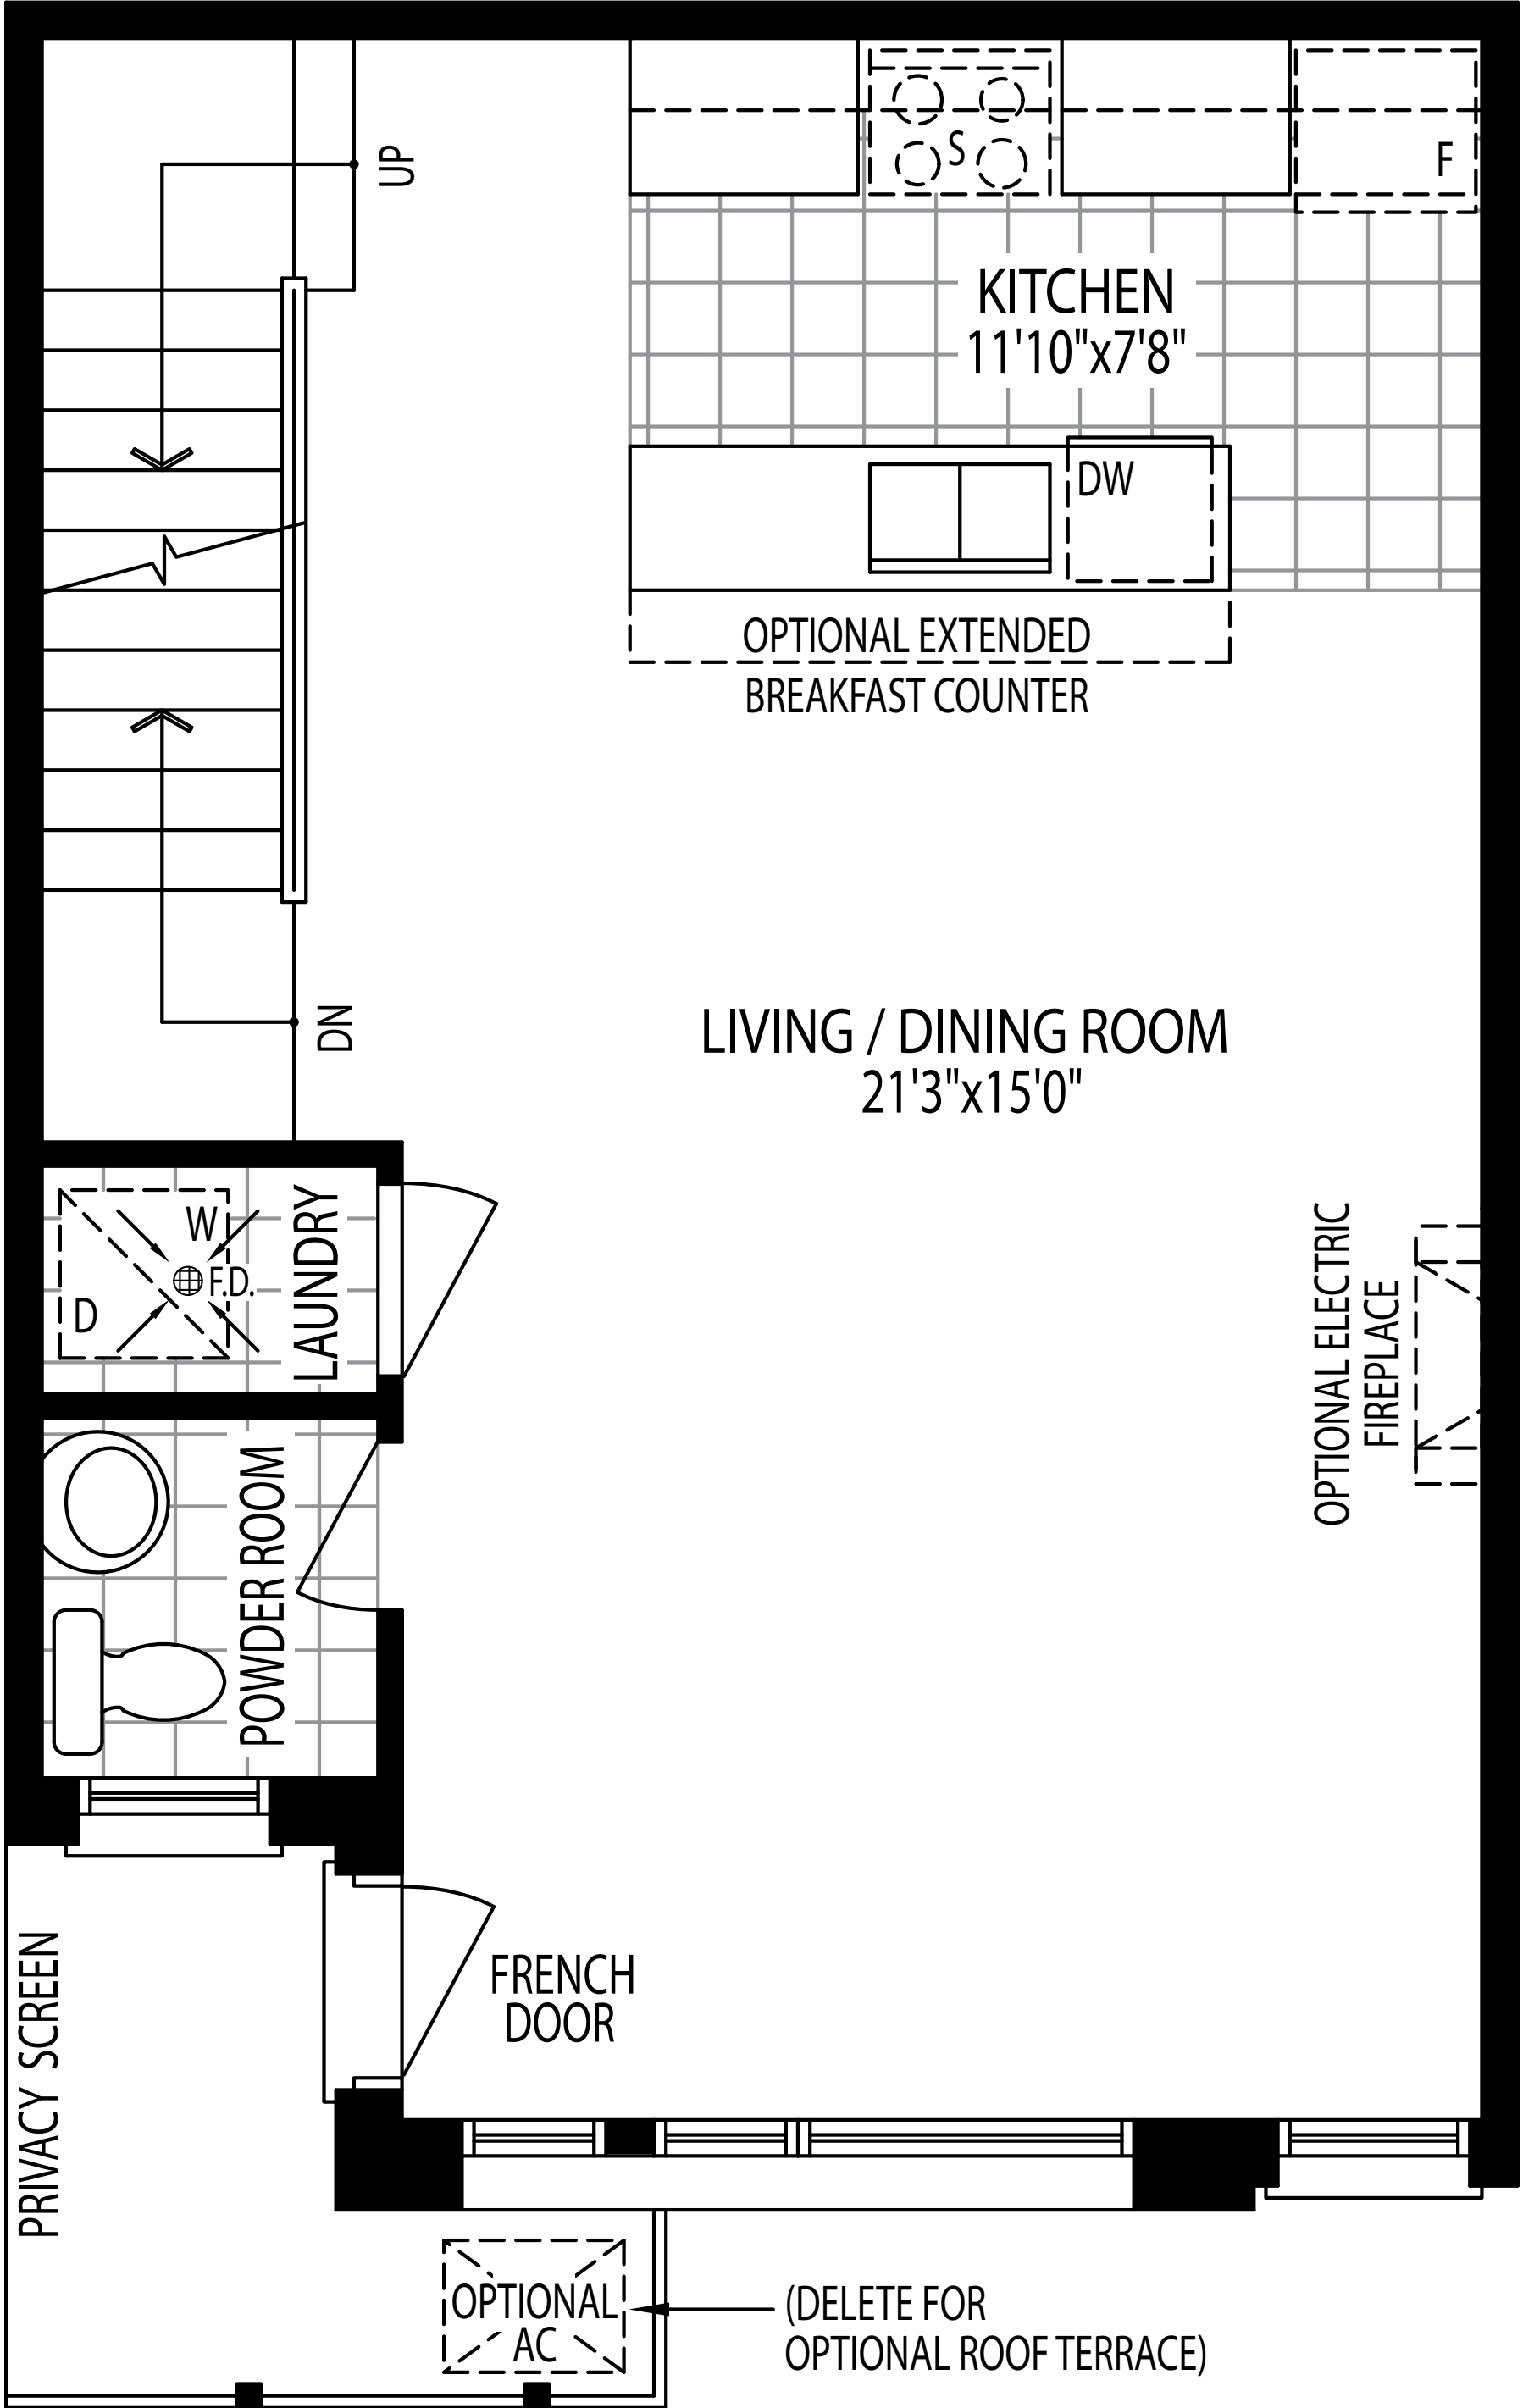 UP
S
F
KITCHEN
11'10"x7'8"
DW
OPTIONAL EXTENDED
BREAKFAST COUNTER
DN
LIVING / DINING ROOM
21'3"x15'0"
W
F.D.
D
LAUNDRY
OPTIONAL ELECTRIC
FIREPLACE
POWDER ROOM
FRENCH
DOOR
PRIVACY SCREEN
OPTIONAL
AC
(DELETE FOR
OPTIONAL ROOF TERRACE)